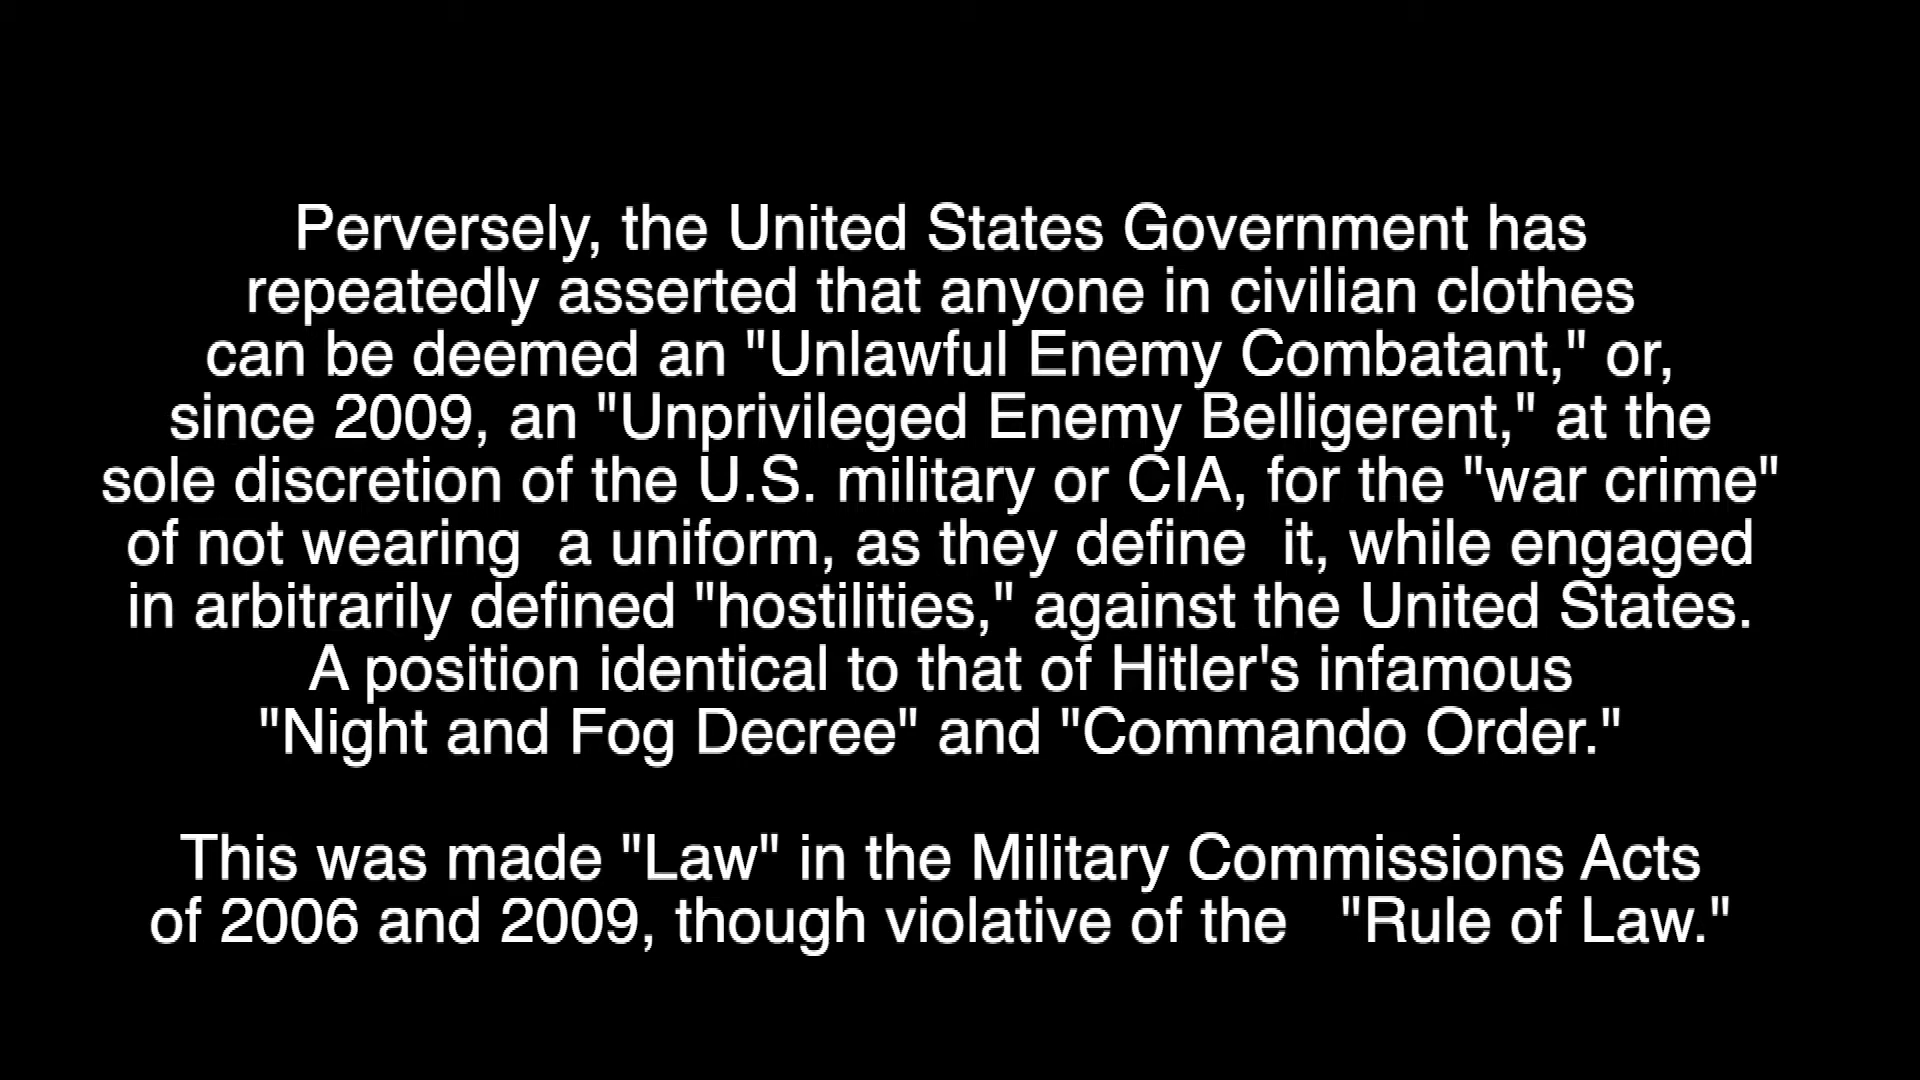 Perversely, the United States Government has
repeatedly asserted that anyone in civilian clothes
can be deemed an "Unlawful Enemy Combatant," or,
since 2009, an "Unprivileged Enemy Belligerent," at the
sole discretion of the U.S. military or CIA, for the "war crime"
of not wearing  a uniform, as they define  it, while engaged
in arbitrarily defined "hostilities," against the United States.
A position identical to that of Hitler's infamous
"Night and Fog Decree" and "Commando Order."
This was made "Law" in the Military Commissions Acts
of 2006 and 2009, though violative of the   "Rule of Law."